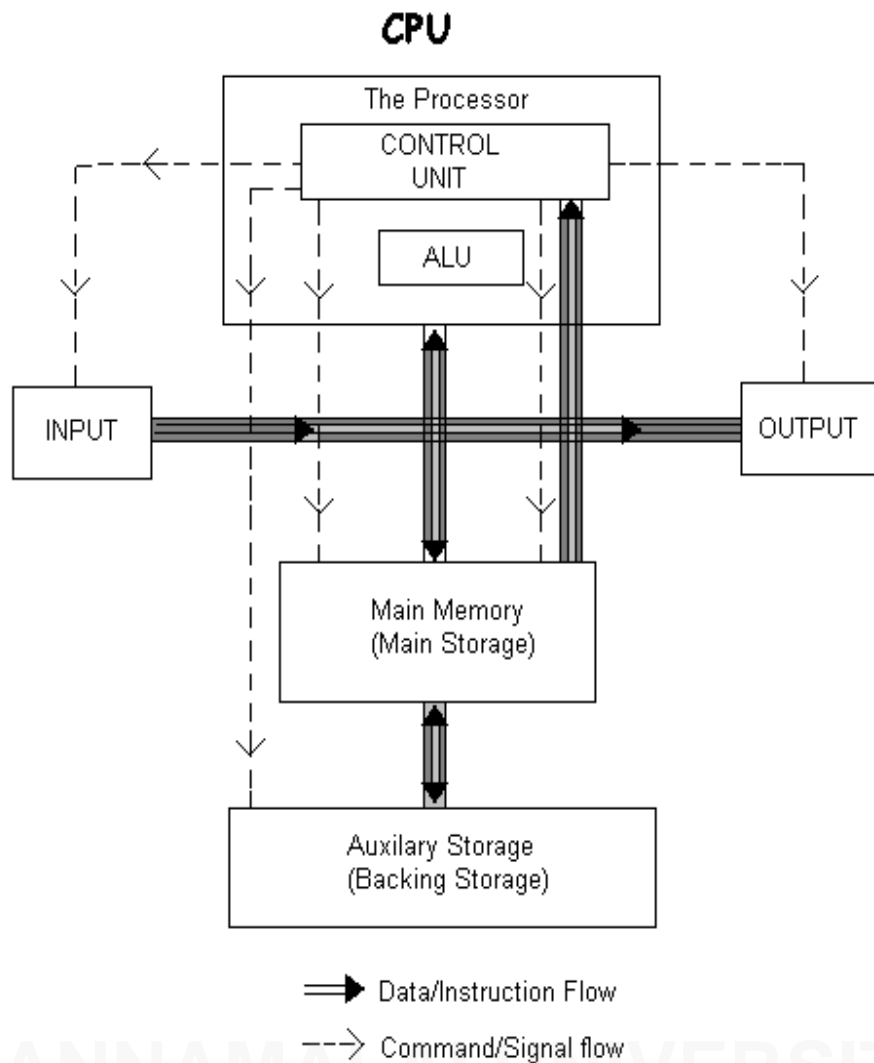 CPU
The Processor
CONTROL
UNIT
ALU
INPUT
OUTPUT
Main Memory
(Main Storage)
Auxilary Storage
(Backing Storage)
Data/Instruction Flow
Command/Signal flow